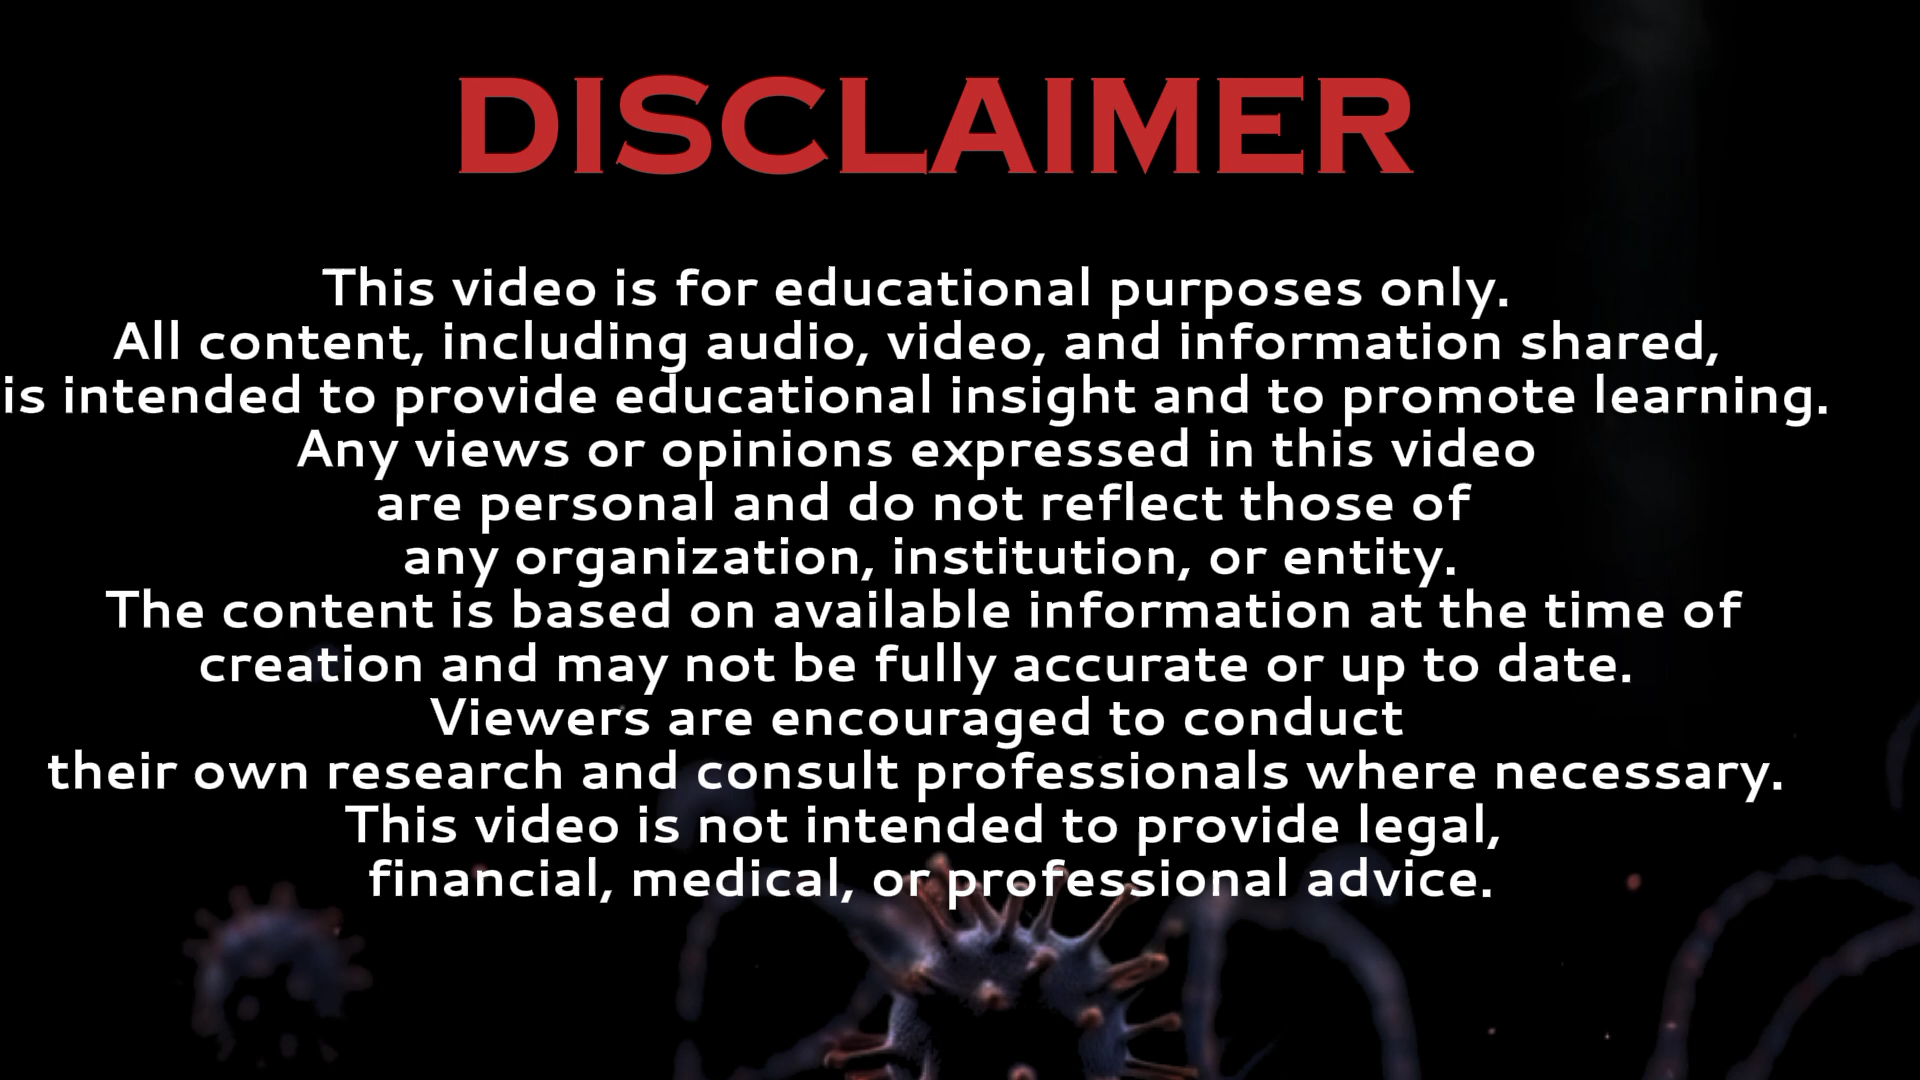 DISCLAIMER
This video is for educational purposes only.
All content, including audio, video, and information shared,
is intended to provide educational insight and to promote learning.
Any views or opinions expressed in this video
are personal and do not reflect those of
any organization, institution, or entity.
The content is based on available information at the time of
creation and may not be fully accurate or up to date.
Viewers are encouraged to conduct
their own research and consult professionals where necessary.
This video is not intended to provide legal,
financial, medical, or professional advice.